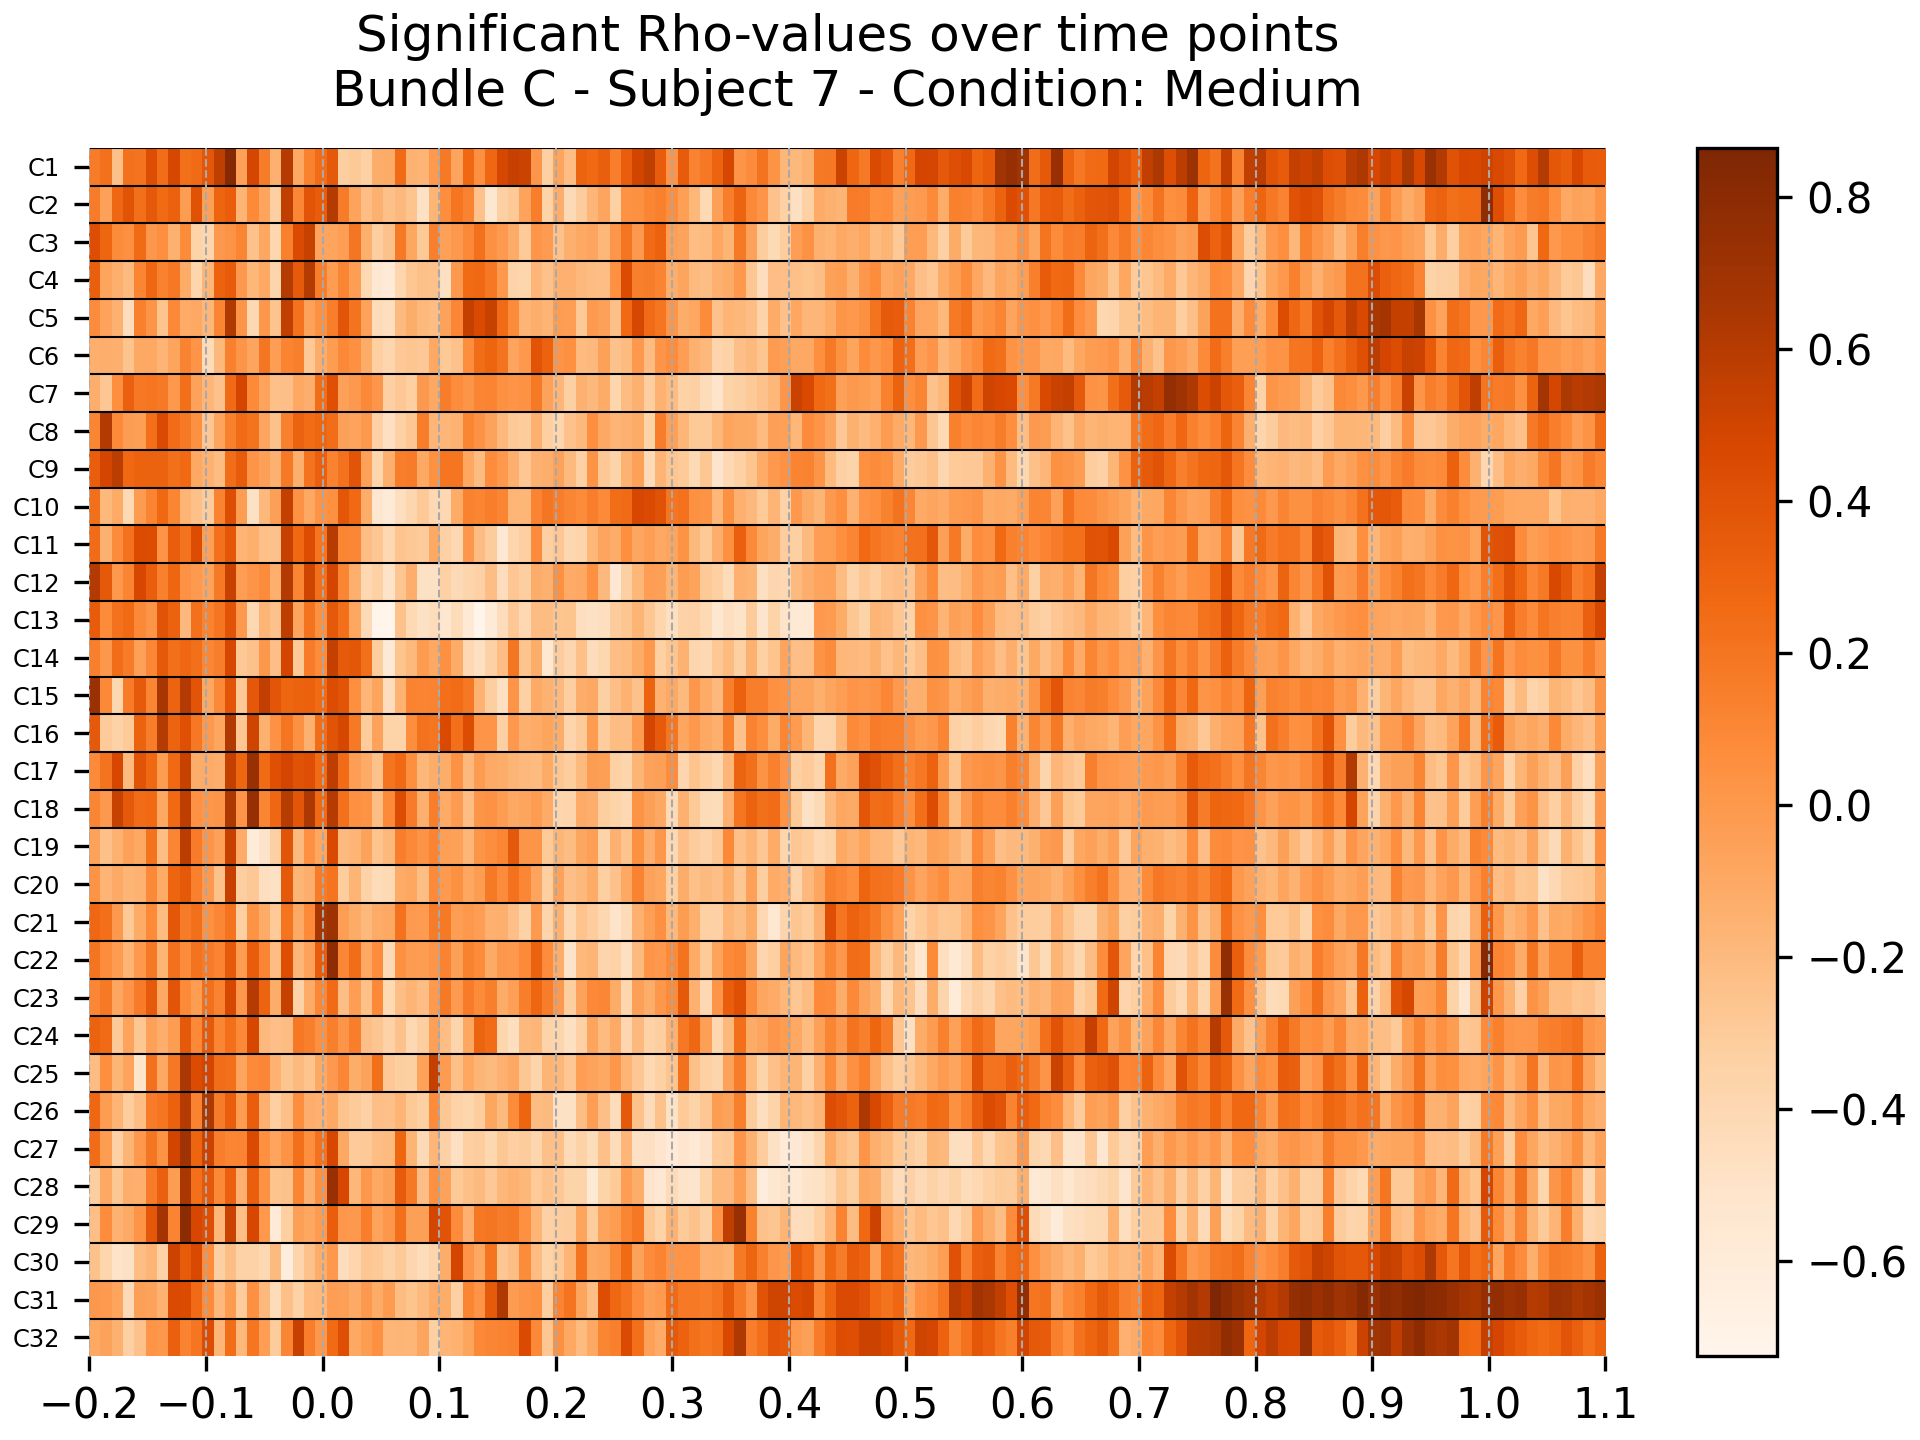 Significant Rho-values over time points
Bundle C - Subject 7 - Condition: Medium
C1
C2
C3
C4
C5
C6
C7
C8
C9
C10
C11
C12
C13
C14
C15
C16
C17
C18
C19
C20
C21
C22
C23
C24
C25
C26
C27
C28
C29
C30
C31
C32
−0.2 −0.1 0.0 0.1 0.2 0.3 0.4 0.5 0.6 0.7 0.8 0.9 1.0 1.1
0.8
0.6
0.4
0.2
0.0
−0.2
−0.4
−0.6